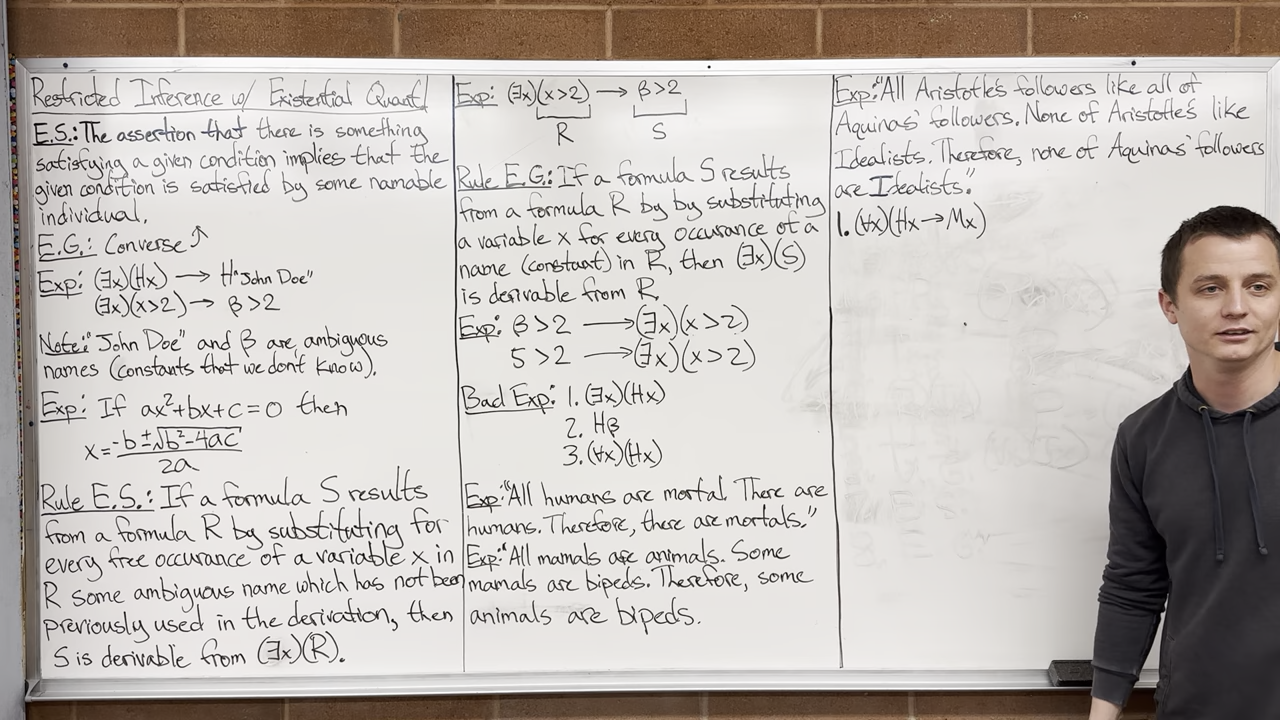 Restricted Inference w/ Existential Quant.
E.S.: The assertion that there is something
satisfying a given condition implies that the
given condition is satisfied by some namable
individual.
E.G.: Converse ↑
Exp: (∃x)(Hx) → H"John Doe"
(∃x)(x>2) → β>2
Note: "John Doe" and β are ambiguous
names (constants that we don't know).
Exp: If ax²+bx+c=0 then
x = -b±√b²-4ac
2a
Rule E.S.: If a formula S results
from a formula R by substituting for
every free occurance of a variable x in
R some ambiguous name which has not been
previously used in the derivation, then
S is derivable from (∃x)(R).
Exp: (∃x)(x>2) → β>2
R S
Rule E.G.: If a formula S results
from a formula R by by substituting
a variable x for every occurance of a
name (constant) in R, then (∃x)(S)
is derivable from R.
Exp: β>2 → (∃x)(x>2)
5>2 → (∃x)(x>2)
Bad Exp: 1. (∃x)(Hx)
2. Hβ
3. (∀x)(Hx)
Exp: "All humans are mortal. There are
humans. Therefore, there are mortals."
Exp: "All mamals are animals. Some
mamals are bipeds. Therefore, some
animals are bipeds.
Exp: "All Aristotle's followers like all of
Aquinas' followers. None of Aristotle's like
Idealists. Therefore, none of Aquinas' followers
are Idealists."
1. (∀x)(Hx→Mx)